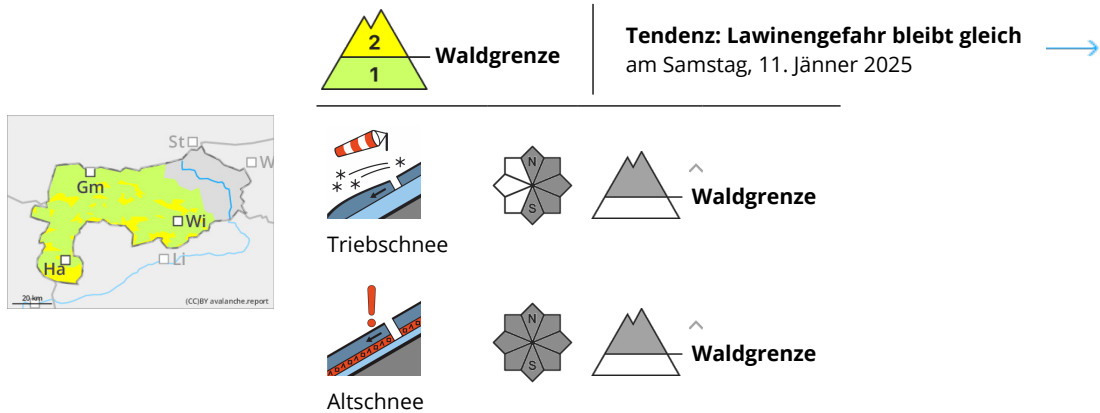 2
1
Waldgrenze
Tendenz: Lawinengefahr bleibt gleich
am Samstag, 11. Jänner 2025
St
W
Gm
Wi
Li
Ha
20 km
(CC)BY avalanche.report
N
S
Waldgrenze
Triebschnee
N
S
Waldgrenze
Altschnee